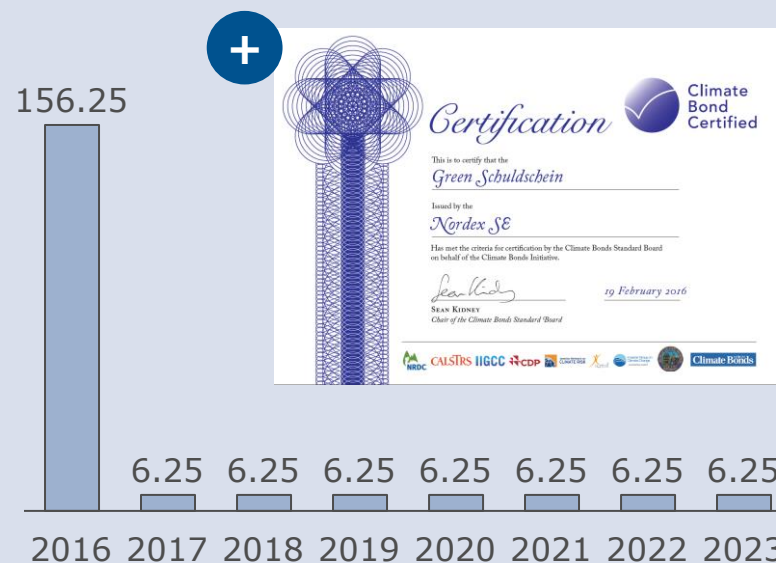 +
156.25
Certification
Climate
Bond
Certified
This is to certify that the
Green Schuldschein
Issued by the
Nordex SE
Has met the criteria for certification by the Climate Bonds Standard Board
on behalf of the Climate Bonds Initiative.
Sean Kidney
19 February 2016
SEAN KIDNEY
Chair of the Climate Bonds Standard Board
NRDC CALSTRS IIGCC CDP Climate Bonds
6.25 6.25 6.25 6.25 6.25 6.25 6.25
2016 2017 2018 2019 2020 2021 2022 2023